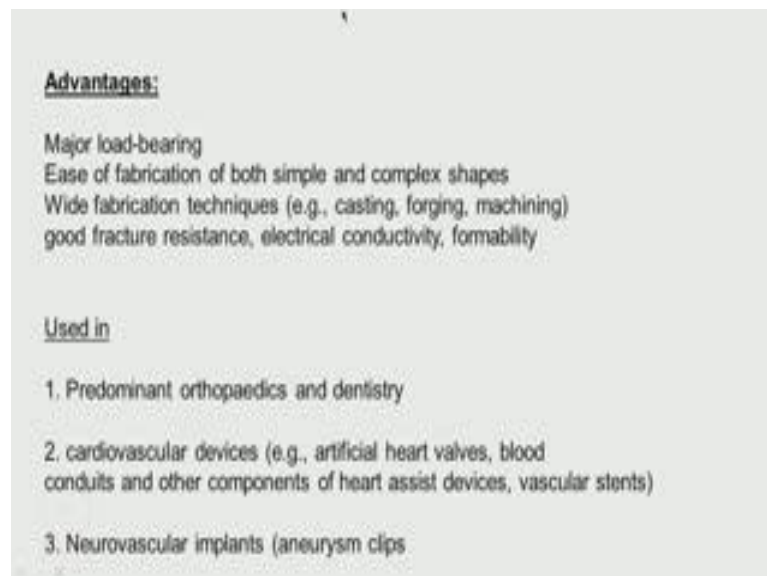 Advantages:
Major load-bearing
Ease of fabrication of both simple and complex shapes
Wide fabrication techniques (e.g., casting, forging, machining)
good fracture resistance, electrical conductivity, formability
Used in
1. Predominant orthopaedics and dentistry
2. cardiovascular devices (e.g., artificial heart valves, blood
conduits and other components of heart assist devices, vascular stents)
3. Neurovascular implants (aneurysm clips